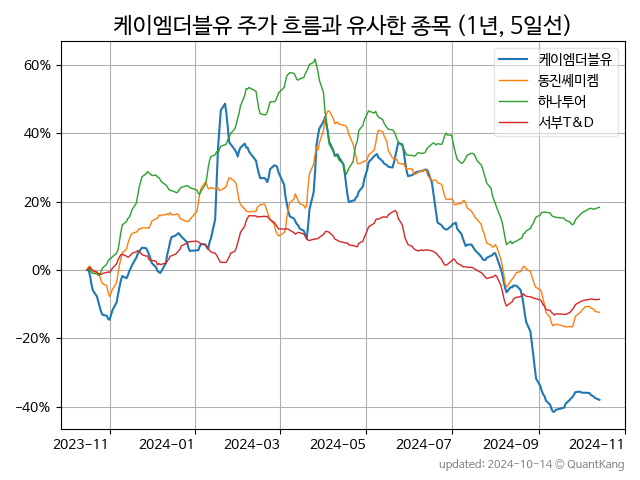 케이엠더블유 주가 흐름과 유사한 종목 (1년, 5일선)
케이엠더블유
동진쎄미켐
하나투어
서부T&D
60%
40%
20%
0%
−20%
−40%
2023-11 2024-01 2024-03 2024-05 2024-07 2024-09 2024-11
updated: 2024-10-14 © QuantKang